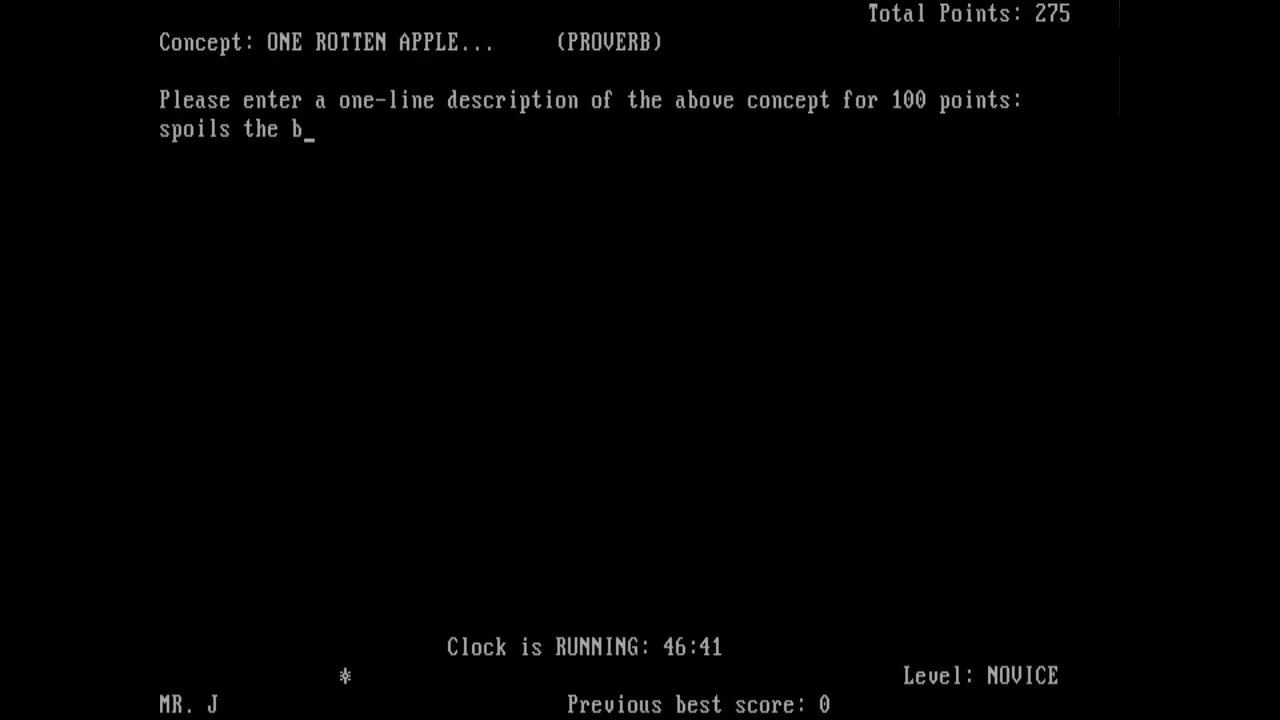 Total Points: 275
Concept: ONE ROTTEN APPLE... (PROVERB)
Please enter a one-line description of the above concept for 100 points:
spoils the b_
Clock is RUNNING: 46:41
* Level: NOVICE
MR. J Previous best score: 0